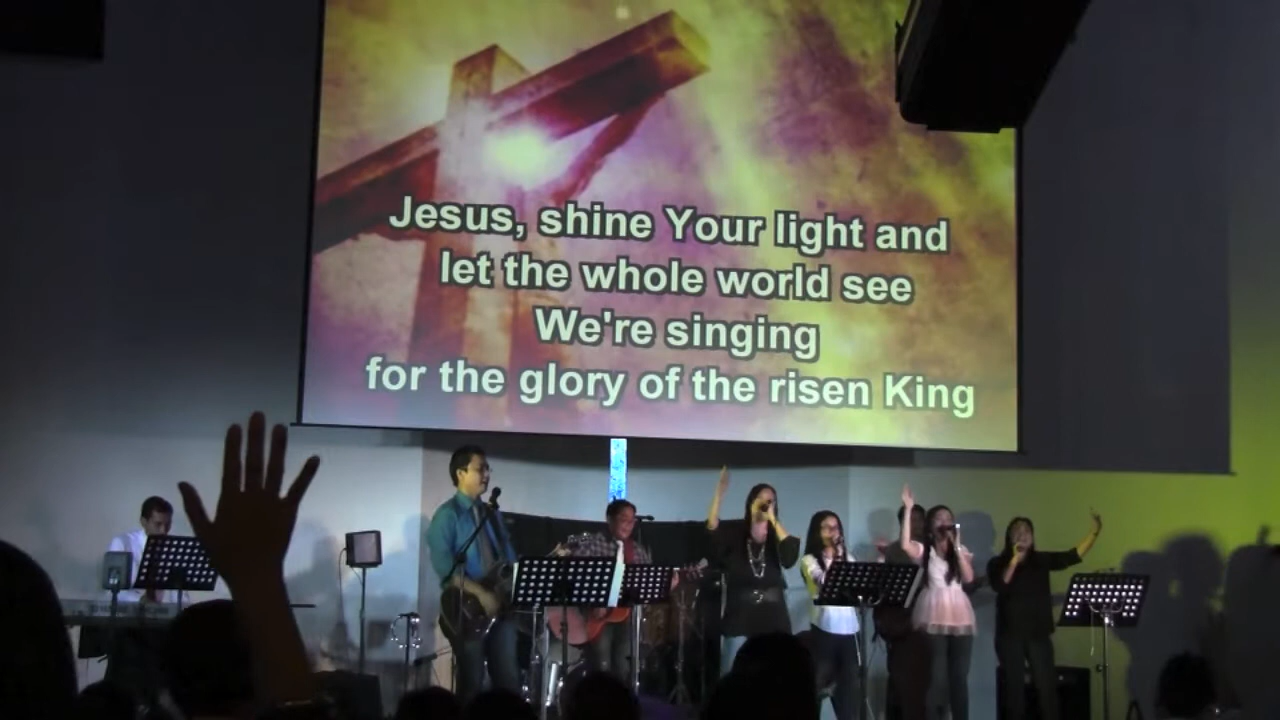 Jesus, shine Your light and
let the whole world see
We're singing
for the glory of the risen King